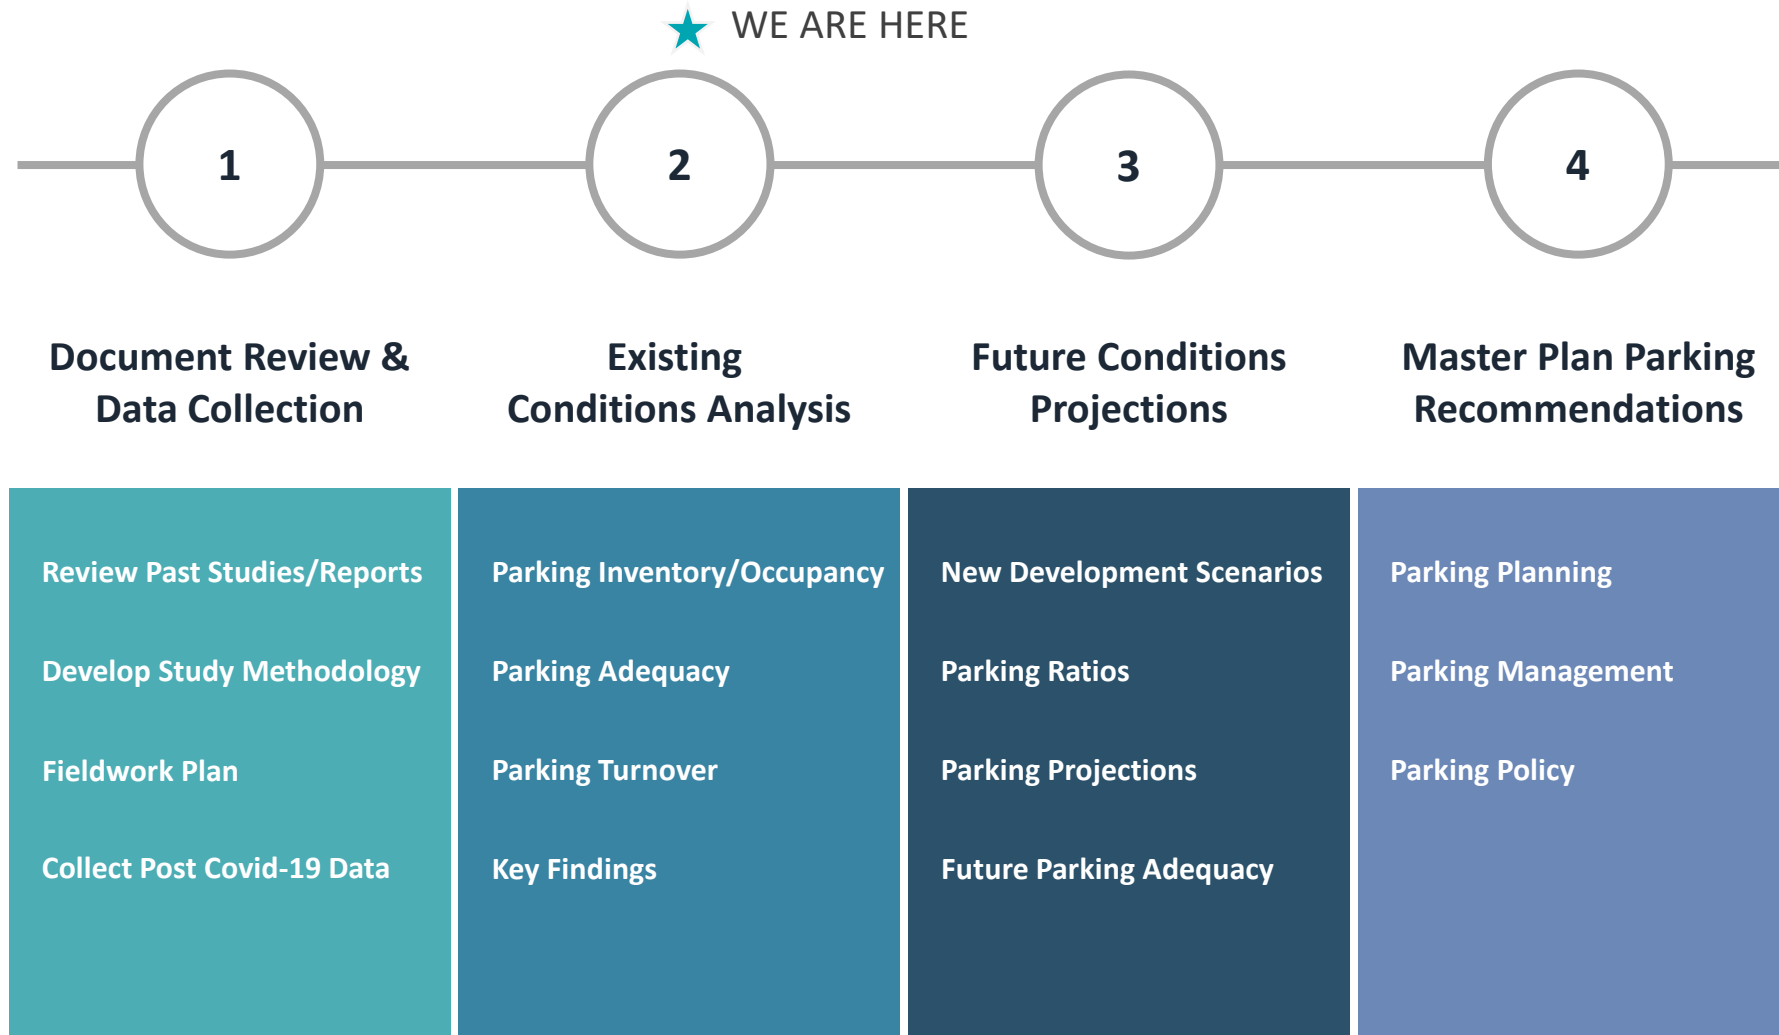 WE ARE HERE
1
2
3
4
Document Review &
Data Collection
Existing
Conditions Analysis
Future Conditions
Projections
Master Plan Parking
Recommendations
Review Past Studies/Reports
Develop Study Methodology
Fieldwork Plan
Collect Post Covid-19 Data
Parking Inventory/Occupancy
Parking Adequacy
Parking Turnover
Key Findings
New Development Scenarios
Parking Ratios
Parking Projections
Future Parking Adequacy
Parking Planning
Parking Management
Parking Policy